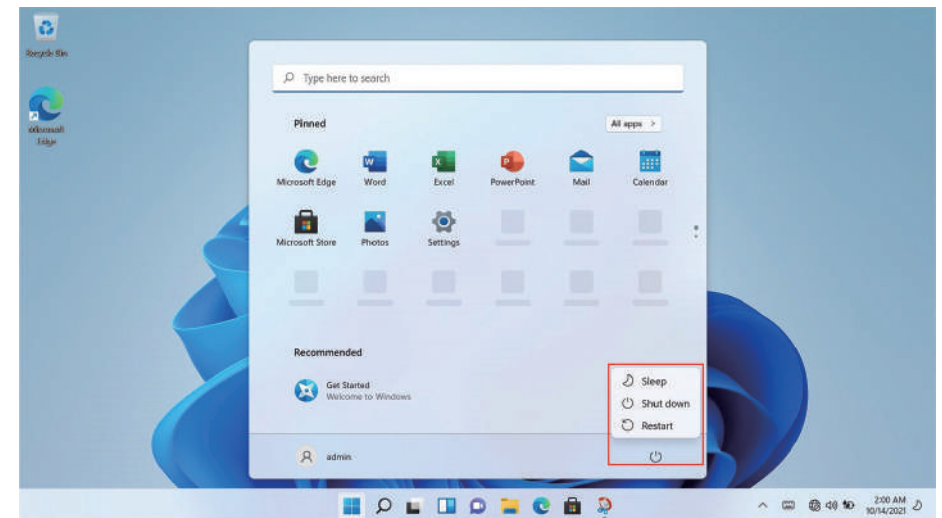 Recycle Bin
Microsoft
Edge
Type here to search
Pinned
All apps >
Microsoft Edge
Word
Excel
PowerPoint
Mail
Calendar
Microsoft Store
Photos
Settings
Recommended
Get Started
Welcome to Windows
Sleep
Shut down
Restart
admin
2:00 AM
10/14/2021